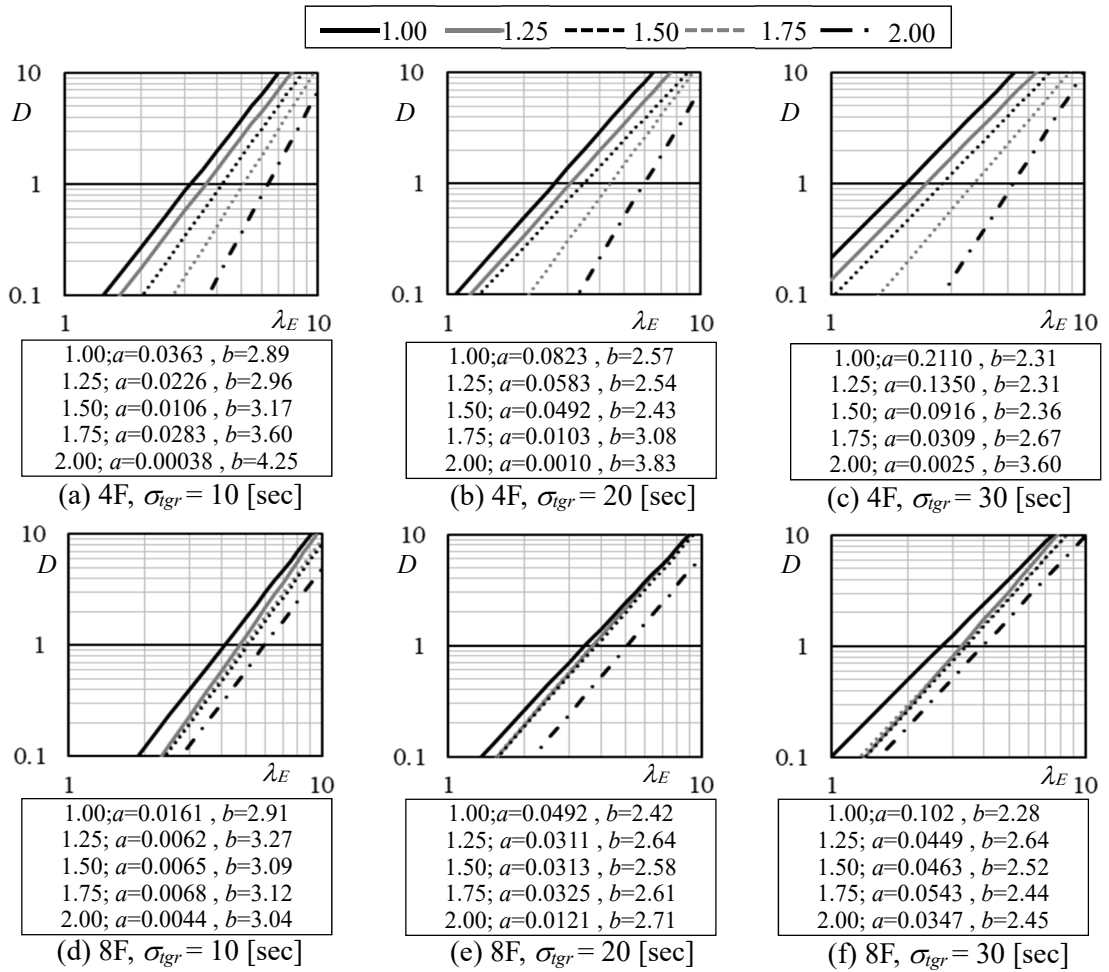 1.00 1.25 1.50 1.75 2.00
10 10 10
D D D
1 1 1
0.1 0.1 0.1
1 λE 10 1 λE 10 1 λE 10
1.00;a=0.0363 , b=2.89
1.25; a=0.0226 , b=2.96
1.50; a=0.0106 , b=3.17
1.75; a=0.0283 , b=3.60
2.00; a=0.00038 , b=4.25
(a) 4F, σtgr = 10 [sec]
1.00;a=0.0823 , b=2.57
1.25; a=0.0583 , b=2.54
1.50; a=0.0492 , b=2.43
1.75; a=0.0103 , b=3.08
2.00; a=0.0010 , b=3.83
(b) 4F, σtgr = 20 [sec]
1.00;a=0.2110 , b=2.31
1.25; a=0.1350 , b=2.31
1.50; a=0.0916 , b=2.36
1.75; a=0.0309 , b=2.67
2.00; a=0.0025 , b=3.60
(c) 4F, σtgr = 30 [sec]
10 10 10
D D D
1 1 1
0.1 0.1 0.1
1 λE 10 1 λE 10 1 λE 10
1.00;a=0.0161 , b=2.91
1.25; a=0.0062 , b=3.27
1.50; a=0.0065 , b=3.09
1.75; a=0.0068 , b=3.12
2.00; a=0.0044 , b=3.04
(d) 8F, σtgr = 10 [sec]
1.00;a=0.0492 , b=2.42
1.25; a=0.0311 , b=2.64
1.50; a=0.0313 , b=2.58
1.75; a=0.0325 , b=2.61
2.00; a=0.0121 , b=2.71
(e) 8F, σtgr = 20 [sec]
1.00;a=0.102 , b=2.28
1.25; a=0.0449 , b=2.64
1.50; a=0.0463 , b=2.52
1.75; a=0.0543 , b=2.44
2.00; a=0.0347 , b=2.45
(f) 8F, σtgr = 30 [sec]